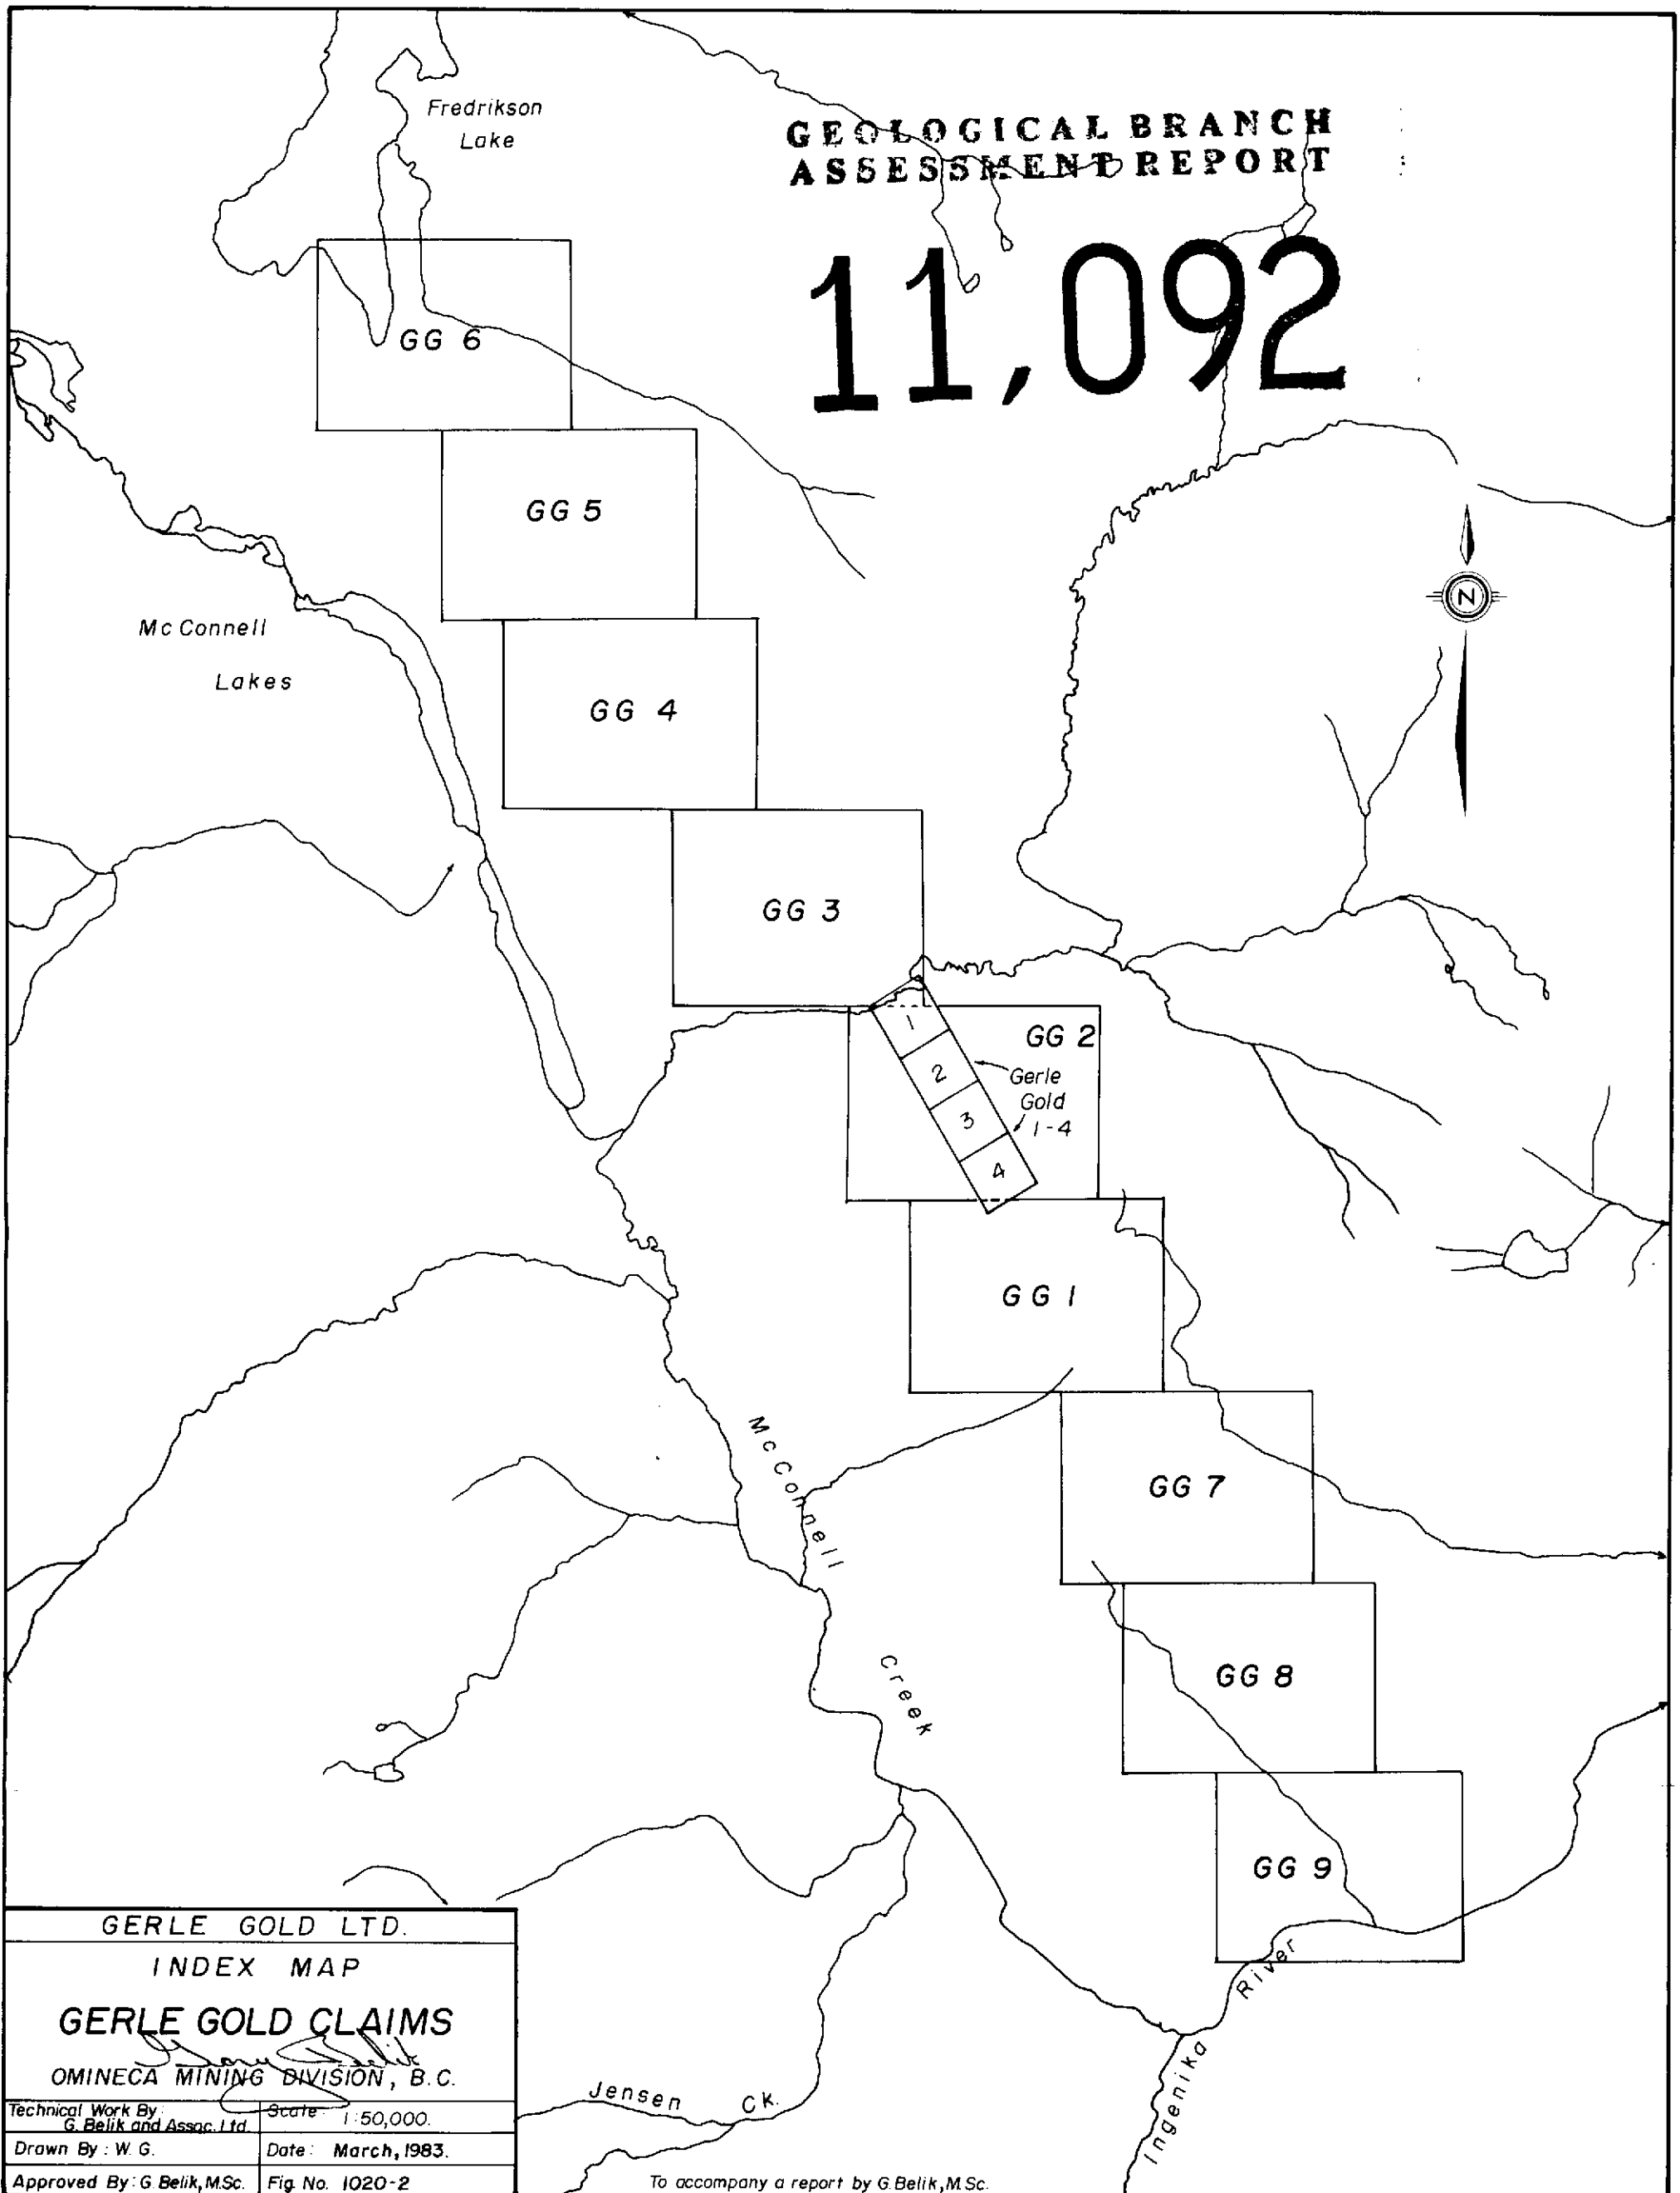 Fredrikson
Lake
GEOLOGICAL BRANCH
ASSESSMENT REPORT
11,092
GG 6
GG 5
McConnell
Lakes
N
GG 4
GG 3
1
2
3
4
GG 2
Gerle
Gold
1-4
GG 1
McConnell
Creek
GG 7
GG 8
GG 9
River
Ingenika
Jensen Ck.
GERLE GOLD LTD.
INDEX MAP
GERLE GOLD CLAIMS
OMINECA MINING DIVISION, B.C.
Technical Work By:
G. Belik and Assoc. Ltd.
Scale: 1:50,000.
Drawn By: W. G.
Date: March, 1983.
Approved By: G. Belik, M.Sc.
Fig. No. 1020-2
To accompany a report by G. Belik, M.Sc.